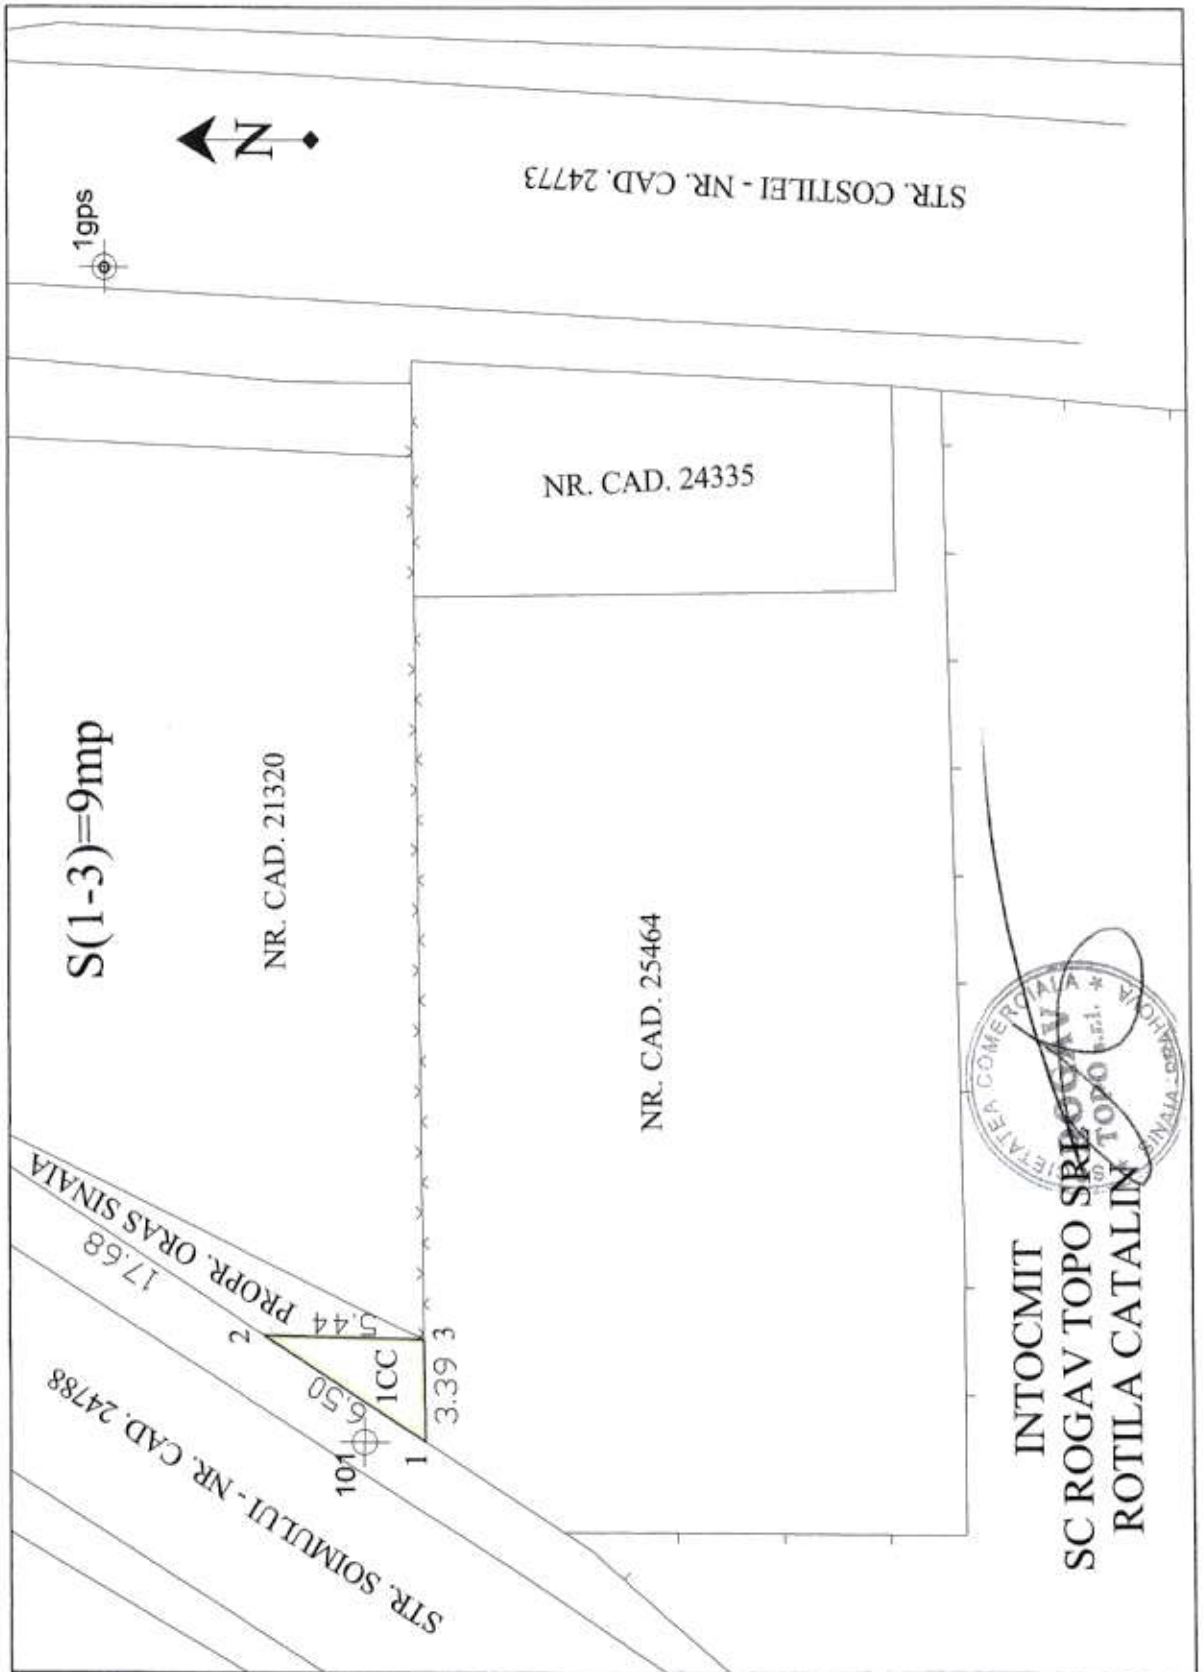 S(1-3)=9mp
N
1gps
STR. COSTILEI - NR. CAD. 24773
NR. CAD. 21320
NR. CAD. 24335
NR. CAD. 25464
PROPR. ORAS SINAIA
17.68
2
5.44
6.50
1CC
3.39
3
1
101
STR. SOIMULUI - NR. CAD. 24788
INTOCMIT
SC ROGAV TOPO SRL
ROTILA CATALIN
COMERCIALA *
ROGAV
TOPO s.r.l.
* SINAIA - PRAHOVA